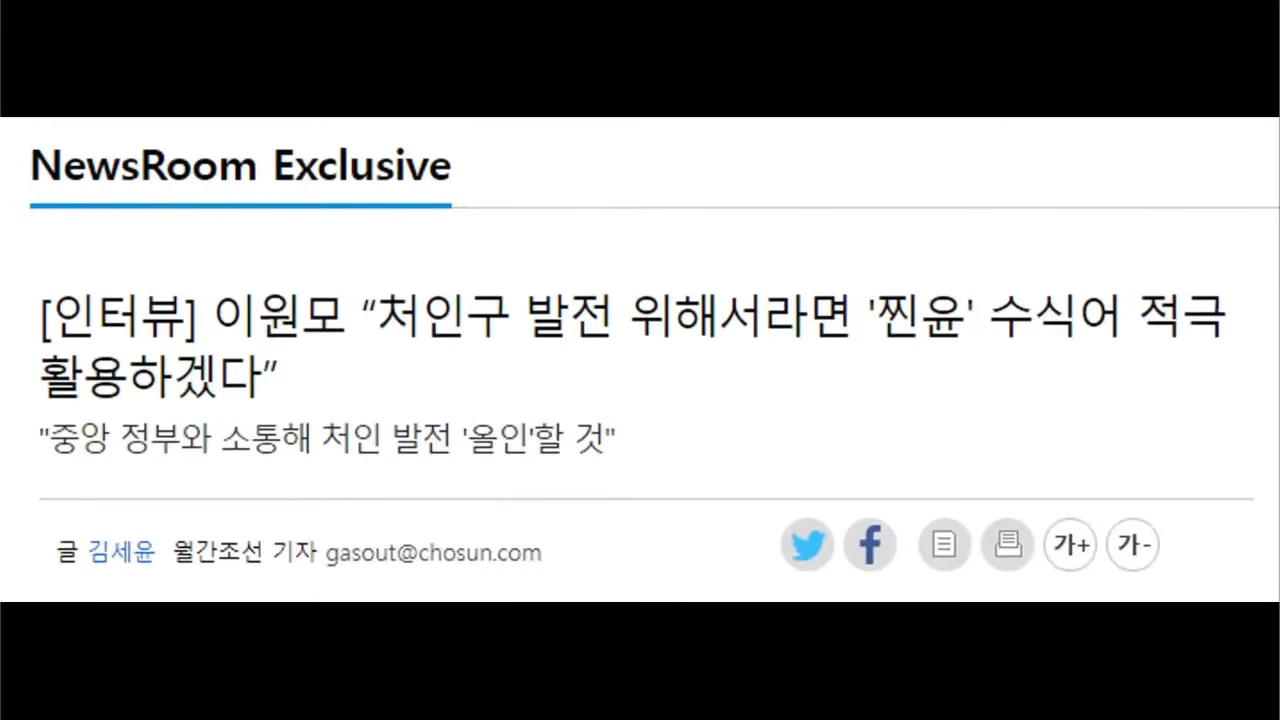 NewsRoom Exclusive
[인터뷰] 이원모 “처인구 발전 위해서라면 '찐윤' 수식어 적극
활용하겠다”
"중앙 정부와 소통해 처인 발전 '올인'할 것"
글 김세윤 월간조선 기자 gasout@chosun.com 가+ 가-